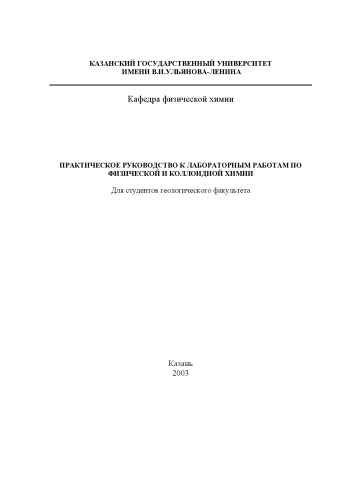 КАЗАНСКИЙ ГОСУДАРСТВЕННЫЙ УНИВЕРСИТЕТ
ИМЕНИ В.И.УЛЬЯНОВА-ЛЕНИНА
Кафедра физической химии
ПРАКТИЧЕСКОЕ РУКОВОДСТВО К ЛАБОРАТОРНЫМ РАБОТАМ ПО
ФИЗИЧЕСКОЙ И КОЛЛОИДНОЙ ХИМИИ
Для студентов геологического факультета
Казань
2003